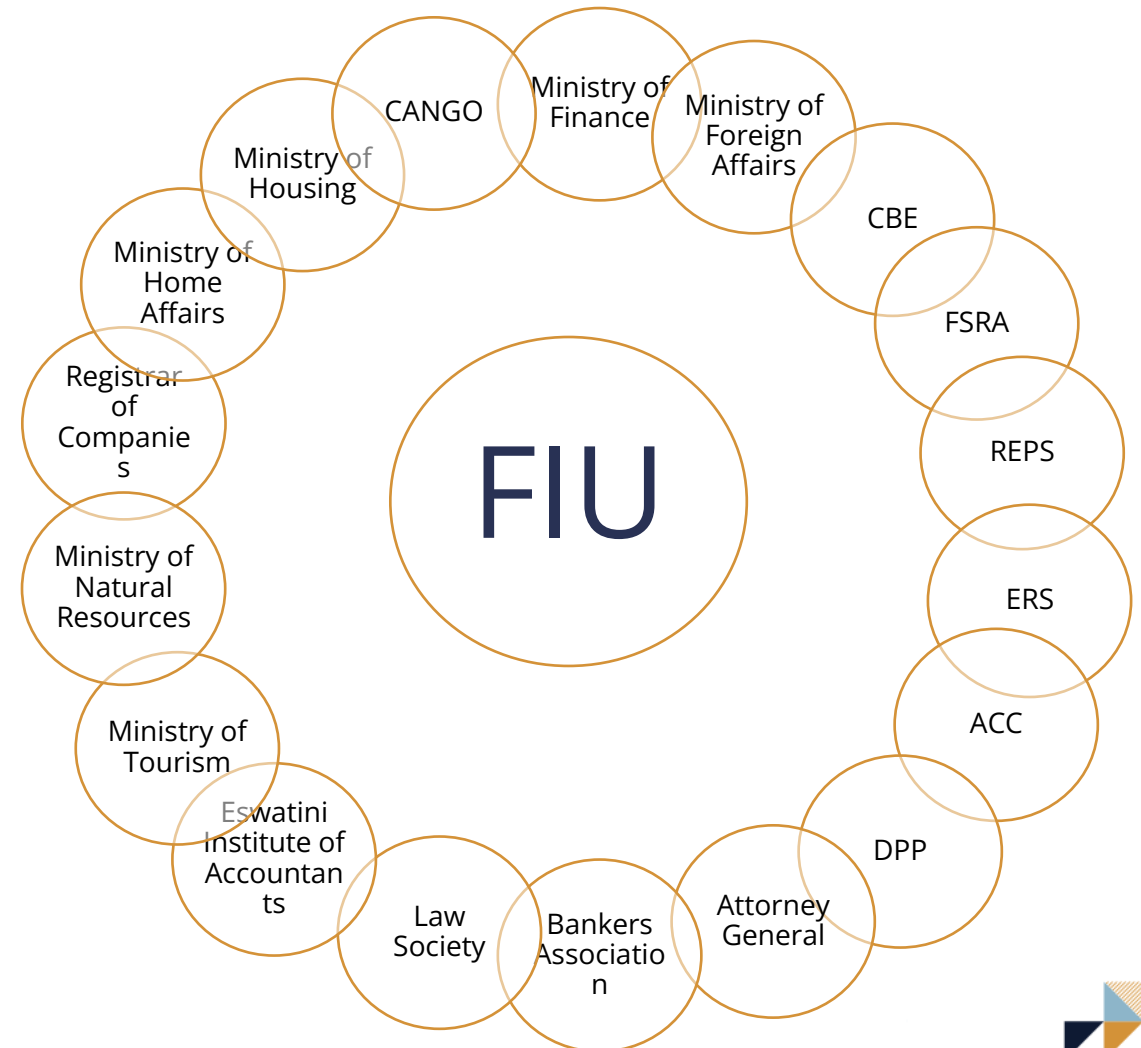 Ministry of
Finance
Ministry of
Foreign
Affairs
CBE
FSRA
REPS
ERS
ACC
DPP
Attorney
General
Bankers
Associatio
n
Law
Society
Eswatini
Institute of
Accountan
ts
Ministry of
Tourism
Ministry of
Natural
Resources
Registrar
of
Companie
s
Ministry of
Home
Affairs
Ministry of
Housing
CANGO
FIU